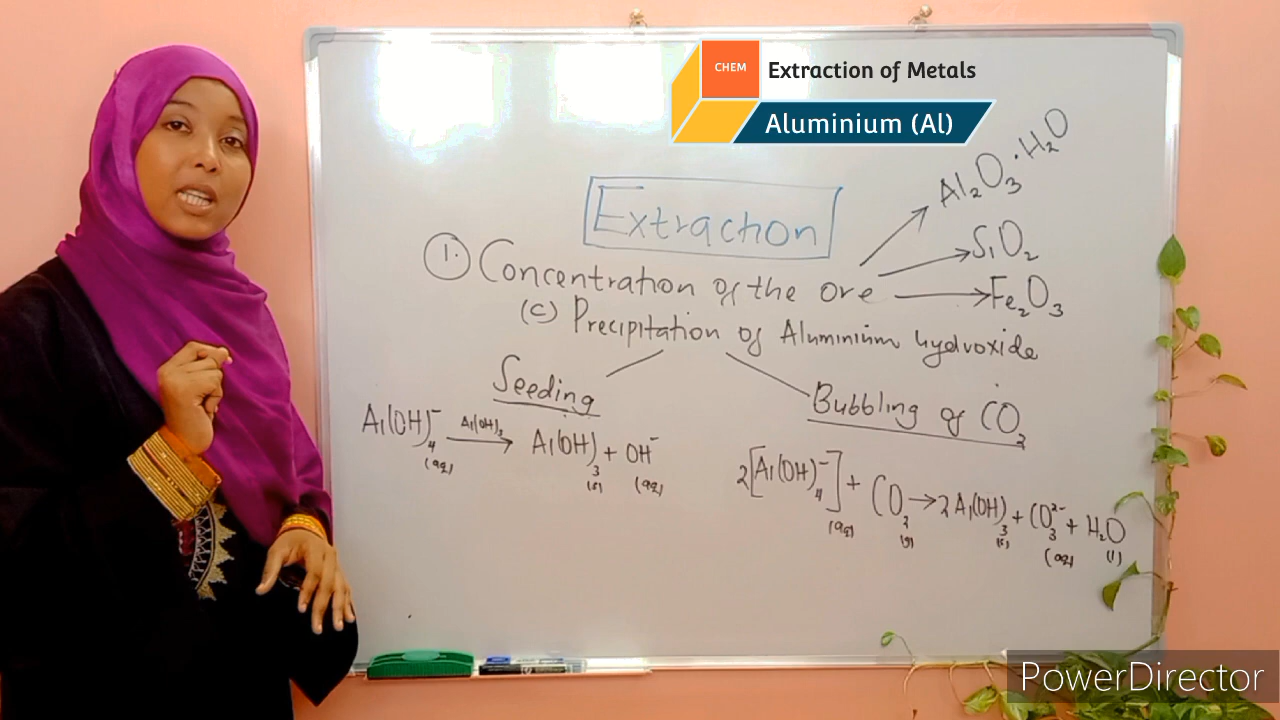 CHEM
Extraction of Metals
Aluminium (Al)
Extraction
1. Concentration of the ore
Al₂O₃·H₂O
SiO₂
Fe₂O₃
(c) Precipitation of Aluminium hydroxide
Seeding
Al(OH)₄⁻(aq) Al(OH)₃→ Al(OH)₃(s) + OH⁻(aq)
Bubbling of CO₂
2[Al(OH)₄⁻](aq) + CO₂(g) → 2Al(OH)₃(s) + CO₃²⁻(aq) + H₂O(l)
PowerDirector